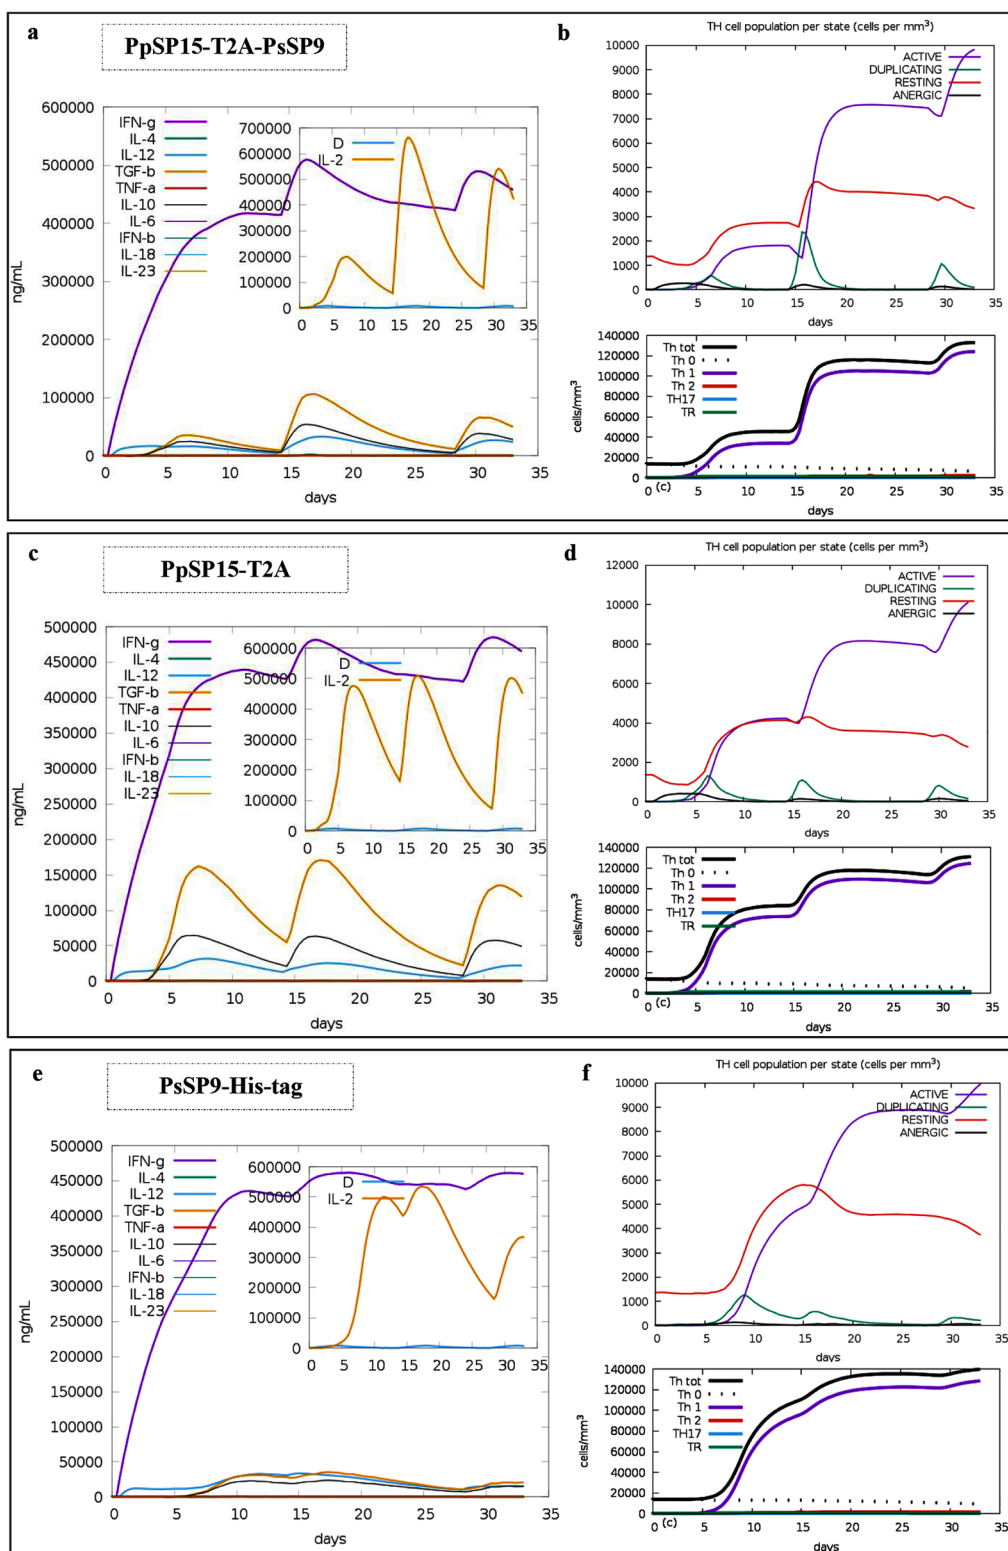 a
PpSP15-T2A-PsSP9
600000
500000
400000
300000
200000
100000
0
ng/mL
IFN-g
IL-4
IL-12
TGF-b
TNF-a
IL-10
IL-6
IFN-b
IL-18
IL-23
0 5 10 15 20 25 30 35
days
700000
600000
500000
400000
300000
200000
100000
0
D
IL-2
0 5 10 15 20 25 30 35
b
TH cell population per state (cells per mm³)
10000
9000
8000
7000
6000
5000
4000
3000
2000
1000
0
ACTIVE
DUPLICATING
RESTING
ANERGIC
0 5 10 15 20 25 30 35
days
140000
120000
100000
80000
60000
40000
20000
0
cells/mm³
Th tot
Th 0
Th 1
Th 2
TH17
TR
(c)
0 5 10 15 20 25 30 35
days
c
PpSP15-T2A
500000
450000
400000
350000
300000
250000
200000
150000
100000
50000
0
ng/mL
IFN-g
IL-4
IL-12
TGF-b
TNF-a
IL-10
IL-6
IFN-b
IL-18
IL-23
0 5 10 15 20 25 30 35
days
600000
500000
400000
300000
200000
100000
0
D
IL-2
0 5 10 15 20 25 30 35
d
TH cell population per state (cells per mm³)
12000
10000
8000
6000
4000
2000
0
ACTIVE
DUPLICATING
RESTING
ANERGIC
0 5 10 15 20 25 30 35
days
140000
120000
100000
80000
60000
40000
20000
0
cells/mm³
Th tot
Th 0
Th 1
Th 2
TH17
TR
(c)
0 5 10 15 20 25 30 35
days
e
PsSP9-His-tag
500000
450000
400000
350000
300000
250000
200000
150000
100000
50000
0
ng/mL
IFN-g
IL-4
IL-12
TGF-b
TNF-a
IL-10
IL-6
IFN-b
IL-18
IL-23
0 5 10 15 20 25 30 35
days
600000
500000
400000
300000
200000
100000
0
D
IL-2
0 5 10 15 20 25 30 35
f
TH cell population per state (cells per mm³)
10000
9000
8000
7000
6000
5000
4000
3000
2000
1000
0
ACTIVE
DUPLICATING
RESTING
ANERGIC
0 5 10 15 20 25 30 35
days
140000
120000
100000
80000
60000
40000
20000
0
cells/mm³
Th tot
Th 0
Th 1
Th 2
TH17
TR
(c)
0 5 10 15 20 25 30 35
days